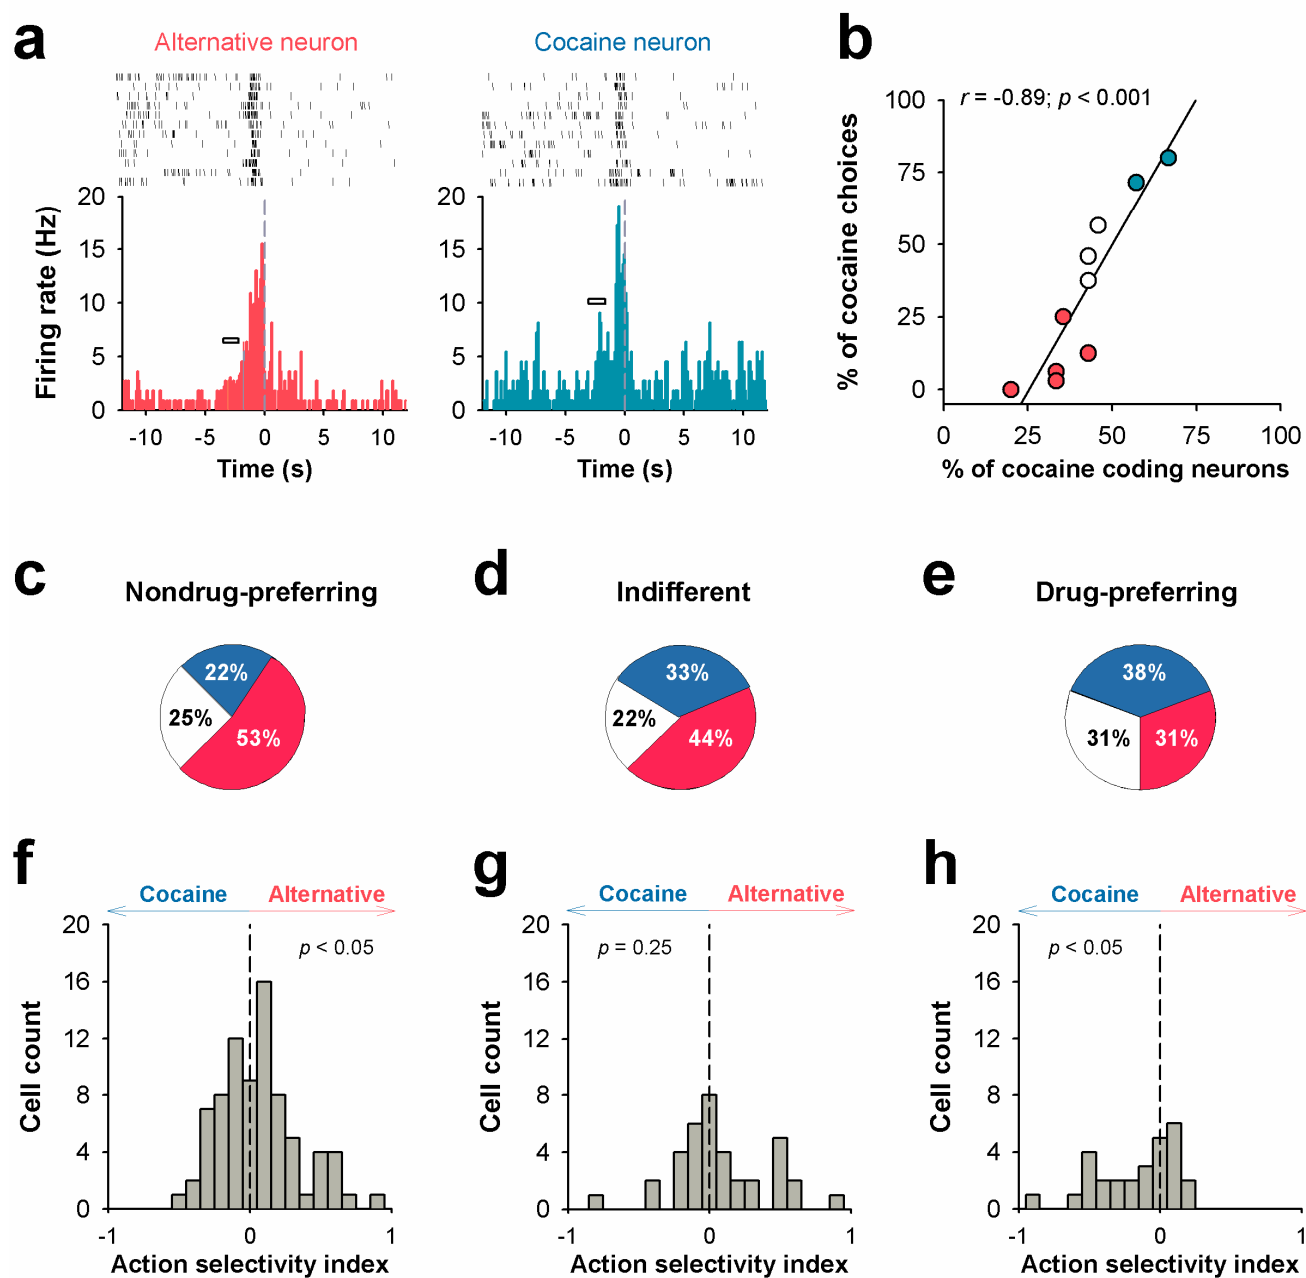 a
Alternative neuron
Cocaine neuron
Firing rate (Hz)
20
15
10
5
0
-10 -5 0 5 10
Time (s)
20
15
10
5
0
-10 -5 0 5 10
Time (s)
b
r = -0.89; p < 0.001
% of cocaine choices
100
75
50
25
0
0 25 50 75 100
% of cocaine coding neurons
c
Nondrug-preferring
22%
25%
53%
d
Indifferent
33%
22%
44%
e
Drug-preferring
38%
31%
31%
f
Cocaine
Alternative
p < 0.05
Cell count
20
16
12
8
4
0
-1 0 1
Action selectivity index
g
Cocaine
Alternative
p = 0.25
Cell count
20
16
12
8
4
0
-1 0 1
Action selectivity index
h
Cocaine
Alternative
p < 0.05
Cell count
20
16
12
8
4
0
-1 0 1
Action selectivity index